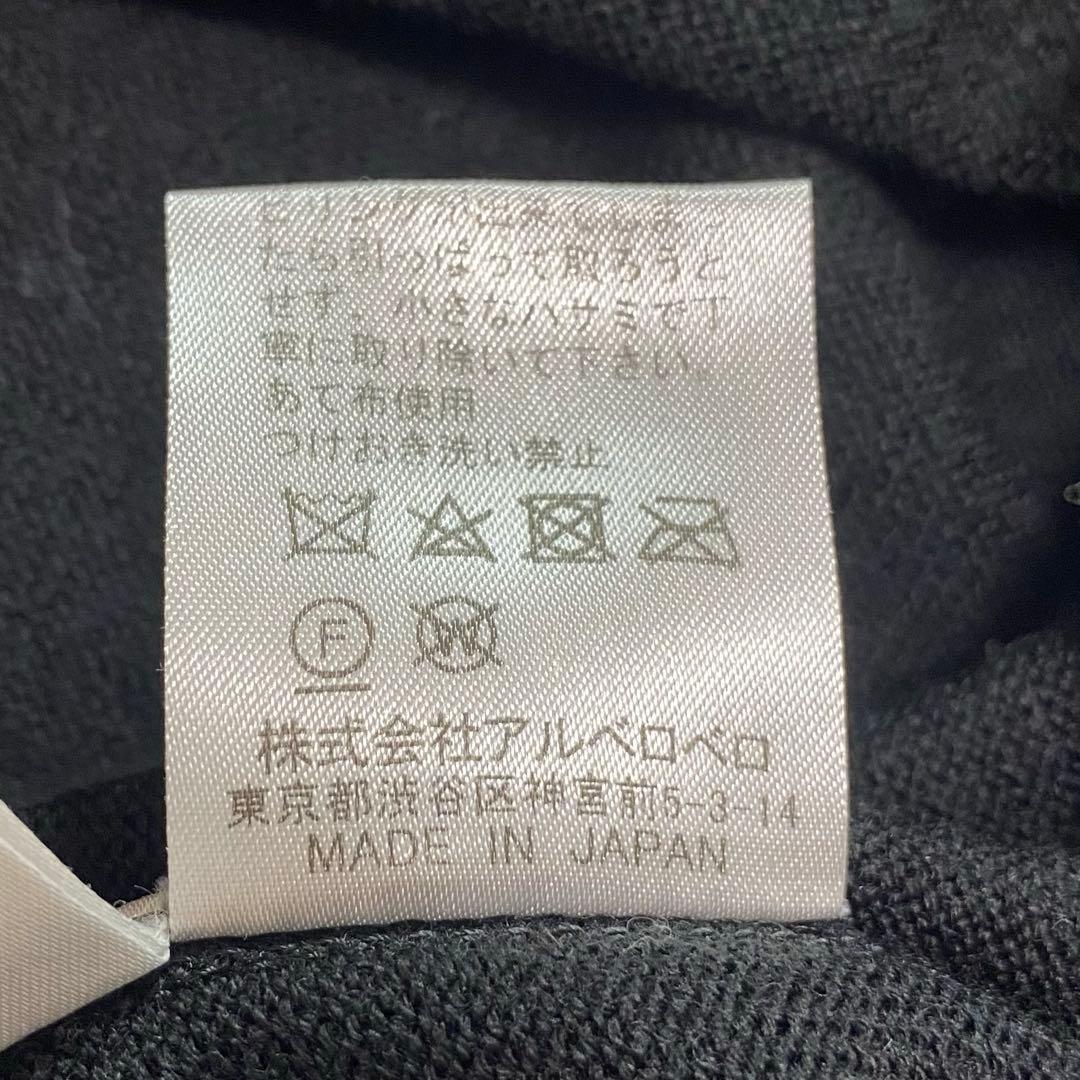 たら引っぱって取ろうと
せず、小さなハサミで丁
寧に取り除いて下さい。
あて布使用
つけおき洗い禁止
F
W
株式会社アルベロベロ
東京都渋谷区神宮前5-3-14
MADE IN JAPAN